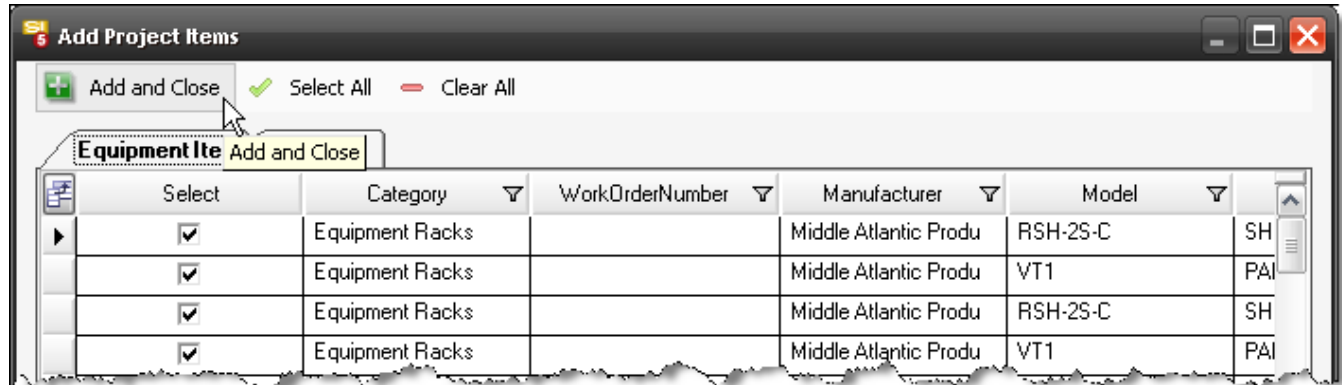 SI 5 Add Project Items
Add and Close Select All Clear All
Equipment Ite Add and Close
Select Category WorkOrderNumber Manufacturer Model
Equipment Racks Middle Atlantic Produ RSH-2S-C SH
Equipment Racks Middle Atlantic Produ VT1 PAI
Equipment Racks Middle Atlantic Produ RSH-2S-C SH
Equipment Racks Middle Atlantic Produ VT1 PAI